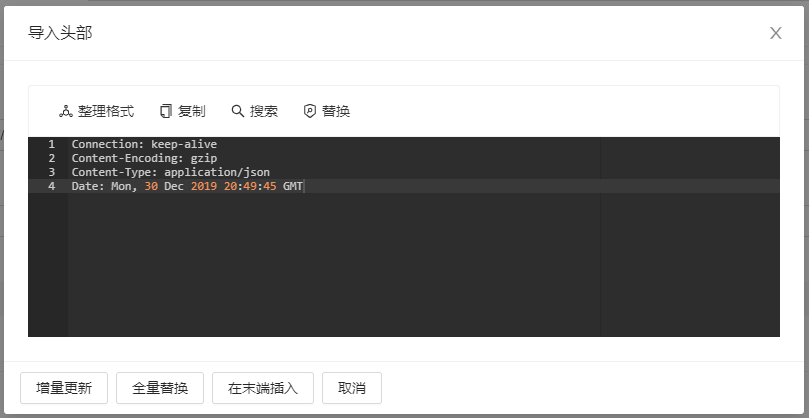 导入头部
整理格式 复制 搜索 替换
1 Connection: keep-alive
2 Content-Encoding: gzip
3 Content-Type: application/json
4 Date: Mon, 30 Dec 2019 20:49:45 GMT
增量更新 全量替换 在末端插入 取消